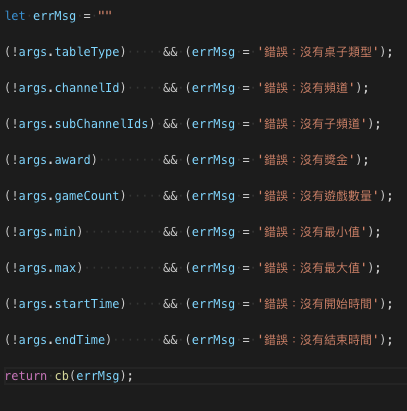 let errMsg = ""
(!args.tableType)     && (errMsg = '錯誤：沒有桌子類型');
(!args.channelId)     && (errMsg = '錯誤：沒有頻道');
(!args.subChannelIds) && (errMsg = '錯誤：沒有子頻道');
(!args.award)         && (errMsg = '錯誤：沒有獎金');
(!args.gameCount)     && (errMsg = '錯誤：沒有遊戲數量');
(!args.min)           && (errMsg = '錯誤：沒有最小值');
(!args.max)           && (errMsg = '錯誤：沒有最大值');
(!args.startTime)     && (errMsg = '錯誤：沒有開始時間');
(!args.endTime)       && (errMsg = '錯誤：沒有結束時間');
return cb(errMsg);